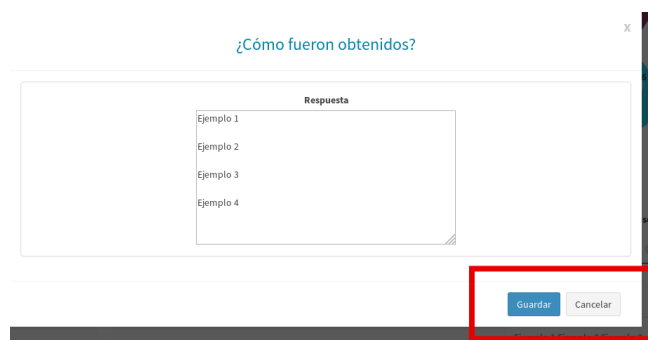 x
¿Cómo fueron obtenidos?
Respuesta
Ejemplo 1
Ejemplo 2
Ejemplo 3
Ejemplo 4
Guardar Cancelar